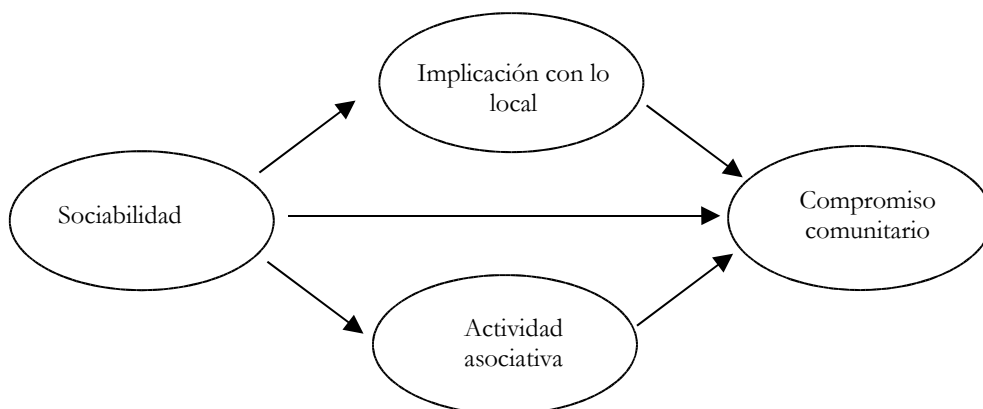 Implicación con lo
local
Sociabilidad
Compromiso
comunitario
Actividad
asociativa